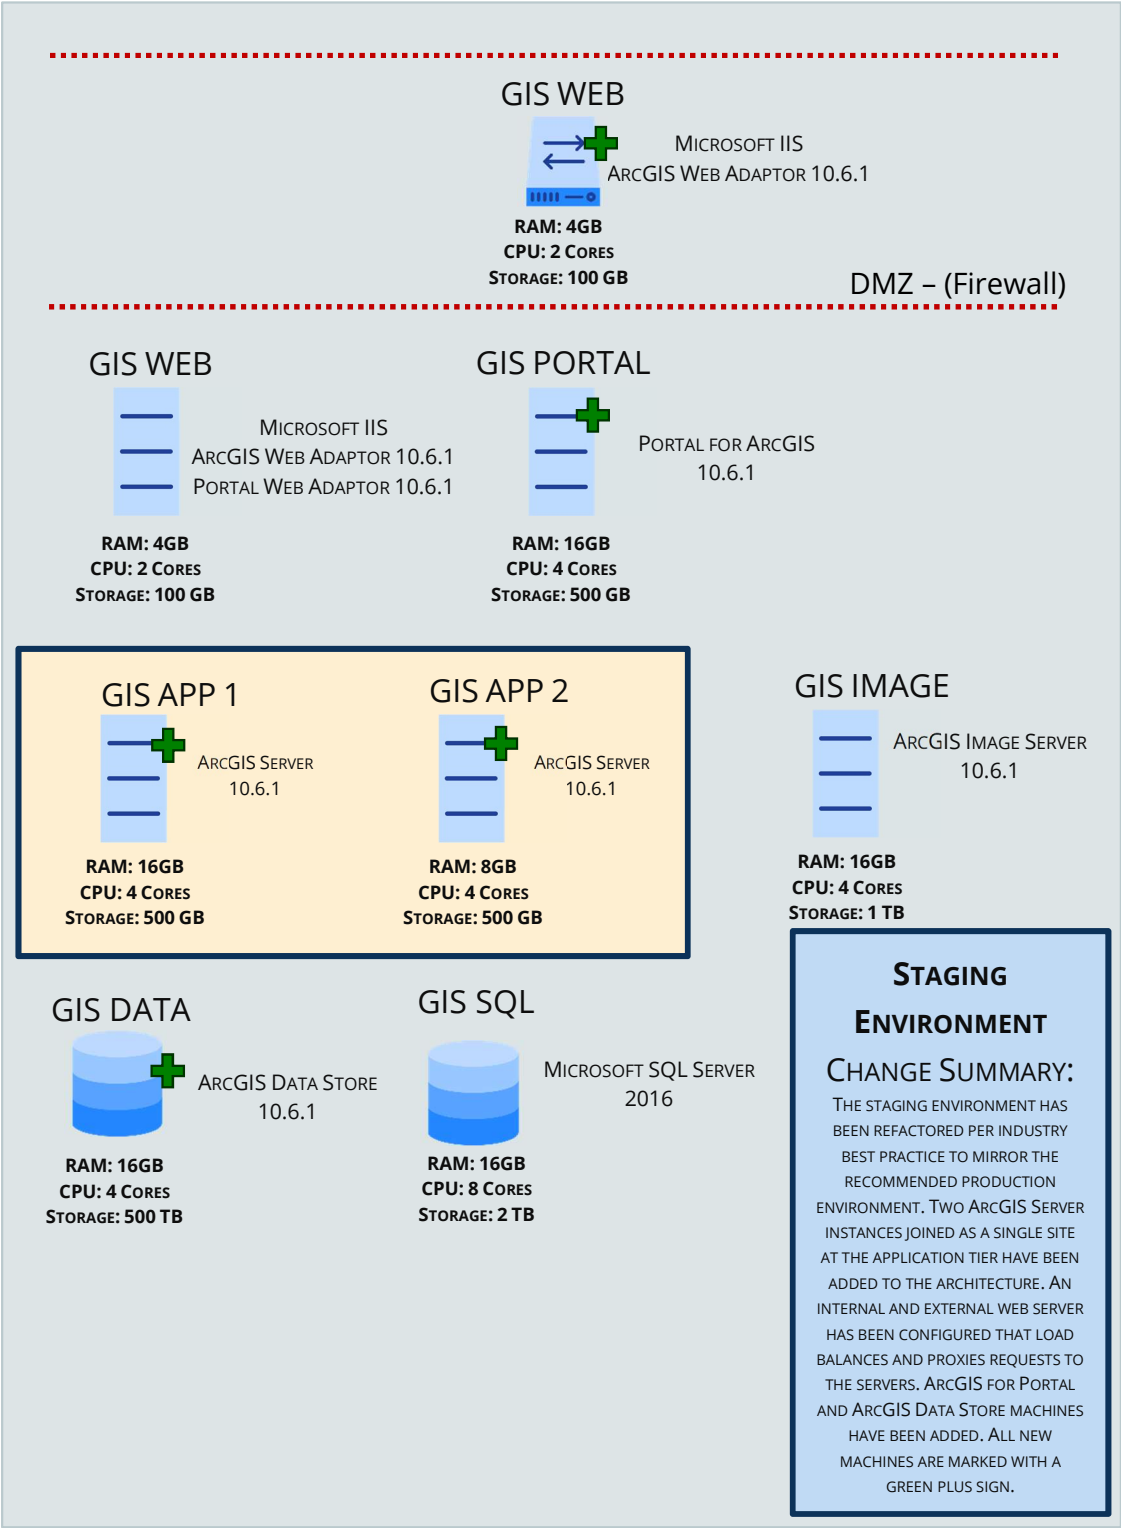 GIS WEB
Microsoft IIS
ArcGIS Web Adaptor 10.6.1
RAM: 4GB
CPU: 2 Cores
Storage: 100 GB
DMZ – (Firewall)
GIS WEB
Microsoft IIS
ArcGIS Web Adaptor 10.6.1
Portal Web Adaptor 10.6.1
RAM: 4GB
CPU: 2 Cores
Storage: 100 GB
GIS PORTAL
Portal for ArcGIS
10.6.1
RAM: 16GB
CPU: 4 Cores
Storage: 500 GB
GIS APP 1
ArcGIS Server
10.6.1
RAM: 16GB
CPU: 4 Cores
Storage: 500 GB
GIS APP 2
ArcGIS Server
10.6.1
RAM: 8GB
CPU: 4 Cores
Storage: 500 GB
GIS IMAGE
ArcGIS Image Server
10.6.1
RAM: 16GB
CPU: 4 Cores
Storage: 1 TB
GIS DATA
ArcGIS Data Store
10.6.1
RAM: 16GB
CPU: 4 Cores
Storage: 500 TB
GIS SQL
Microsoft SQL Server
2016
RAM: 16GB
CPU: 8 Cores
Storage: 2 TB
Staging
Environment
Change Summary:
The staging environment has
been refactored per industry
best practice to mirror the
recommended production
environment. Two ArcGIS Server
instances joined as a single site
at the application tier have been
added to the architecture. An
internal and external web server
has been configured that load
balances and proxies requests to
the servers. ArcGIS for Portal
and ArcGIS Data Store machines
have been added. All new
machines are marked with a
green plus sign.